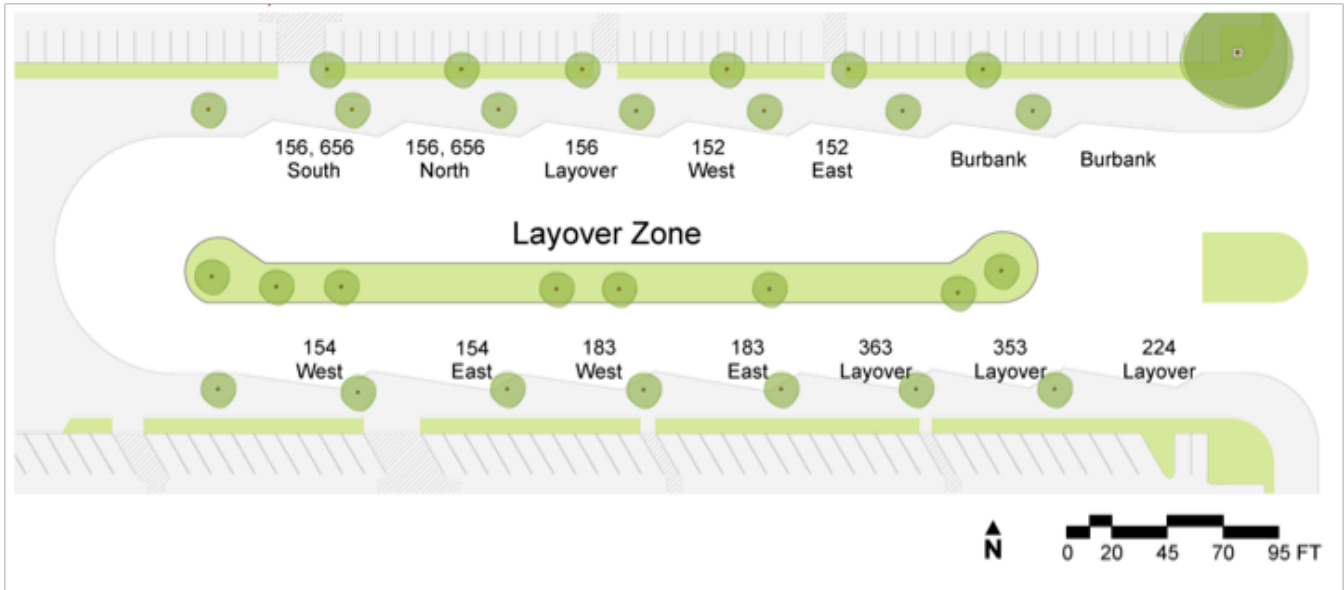 156, 656
South
156, 656
North
156
Layover
152
West
152
East
Burbank
Burbank
Layover Zone
154
West
154
East
183
West
183
East
363
Layover
353
Layover
224
Layover
N
0 20 45 70 95 FT